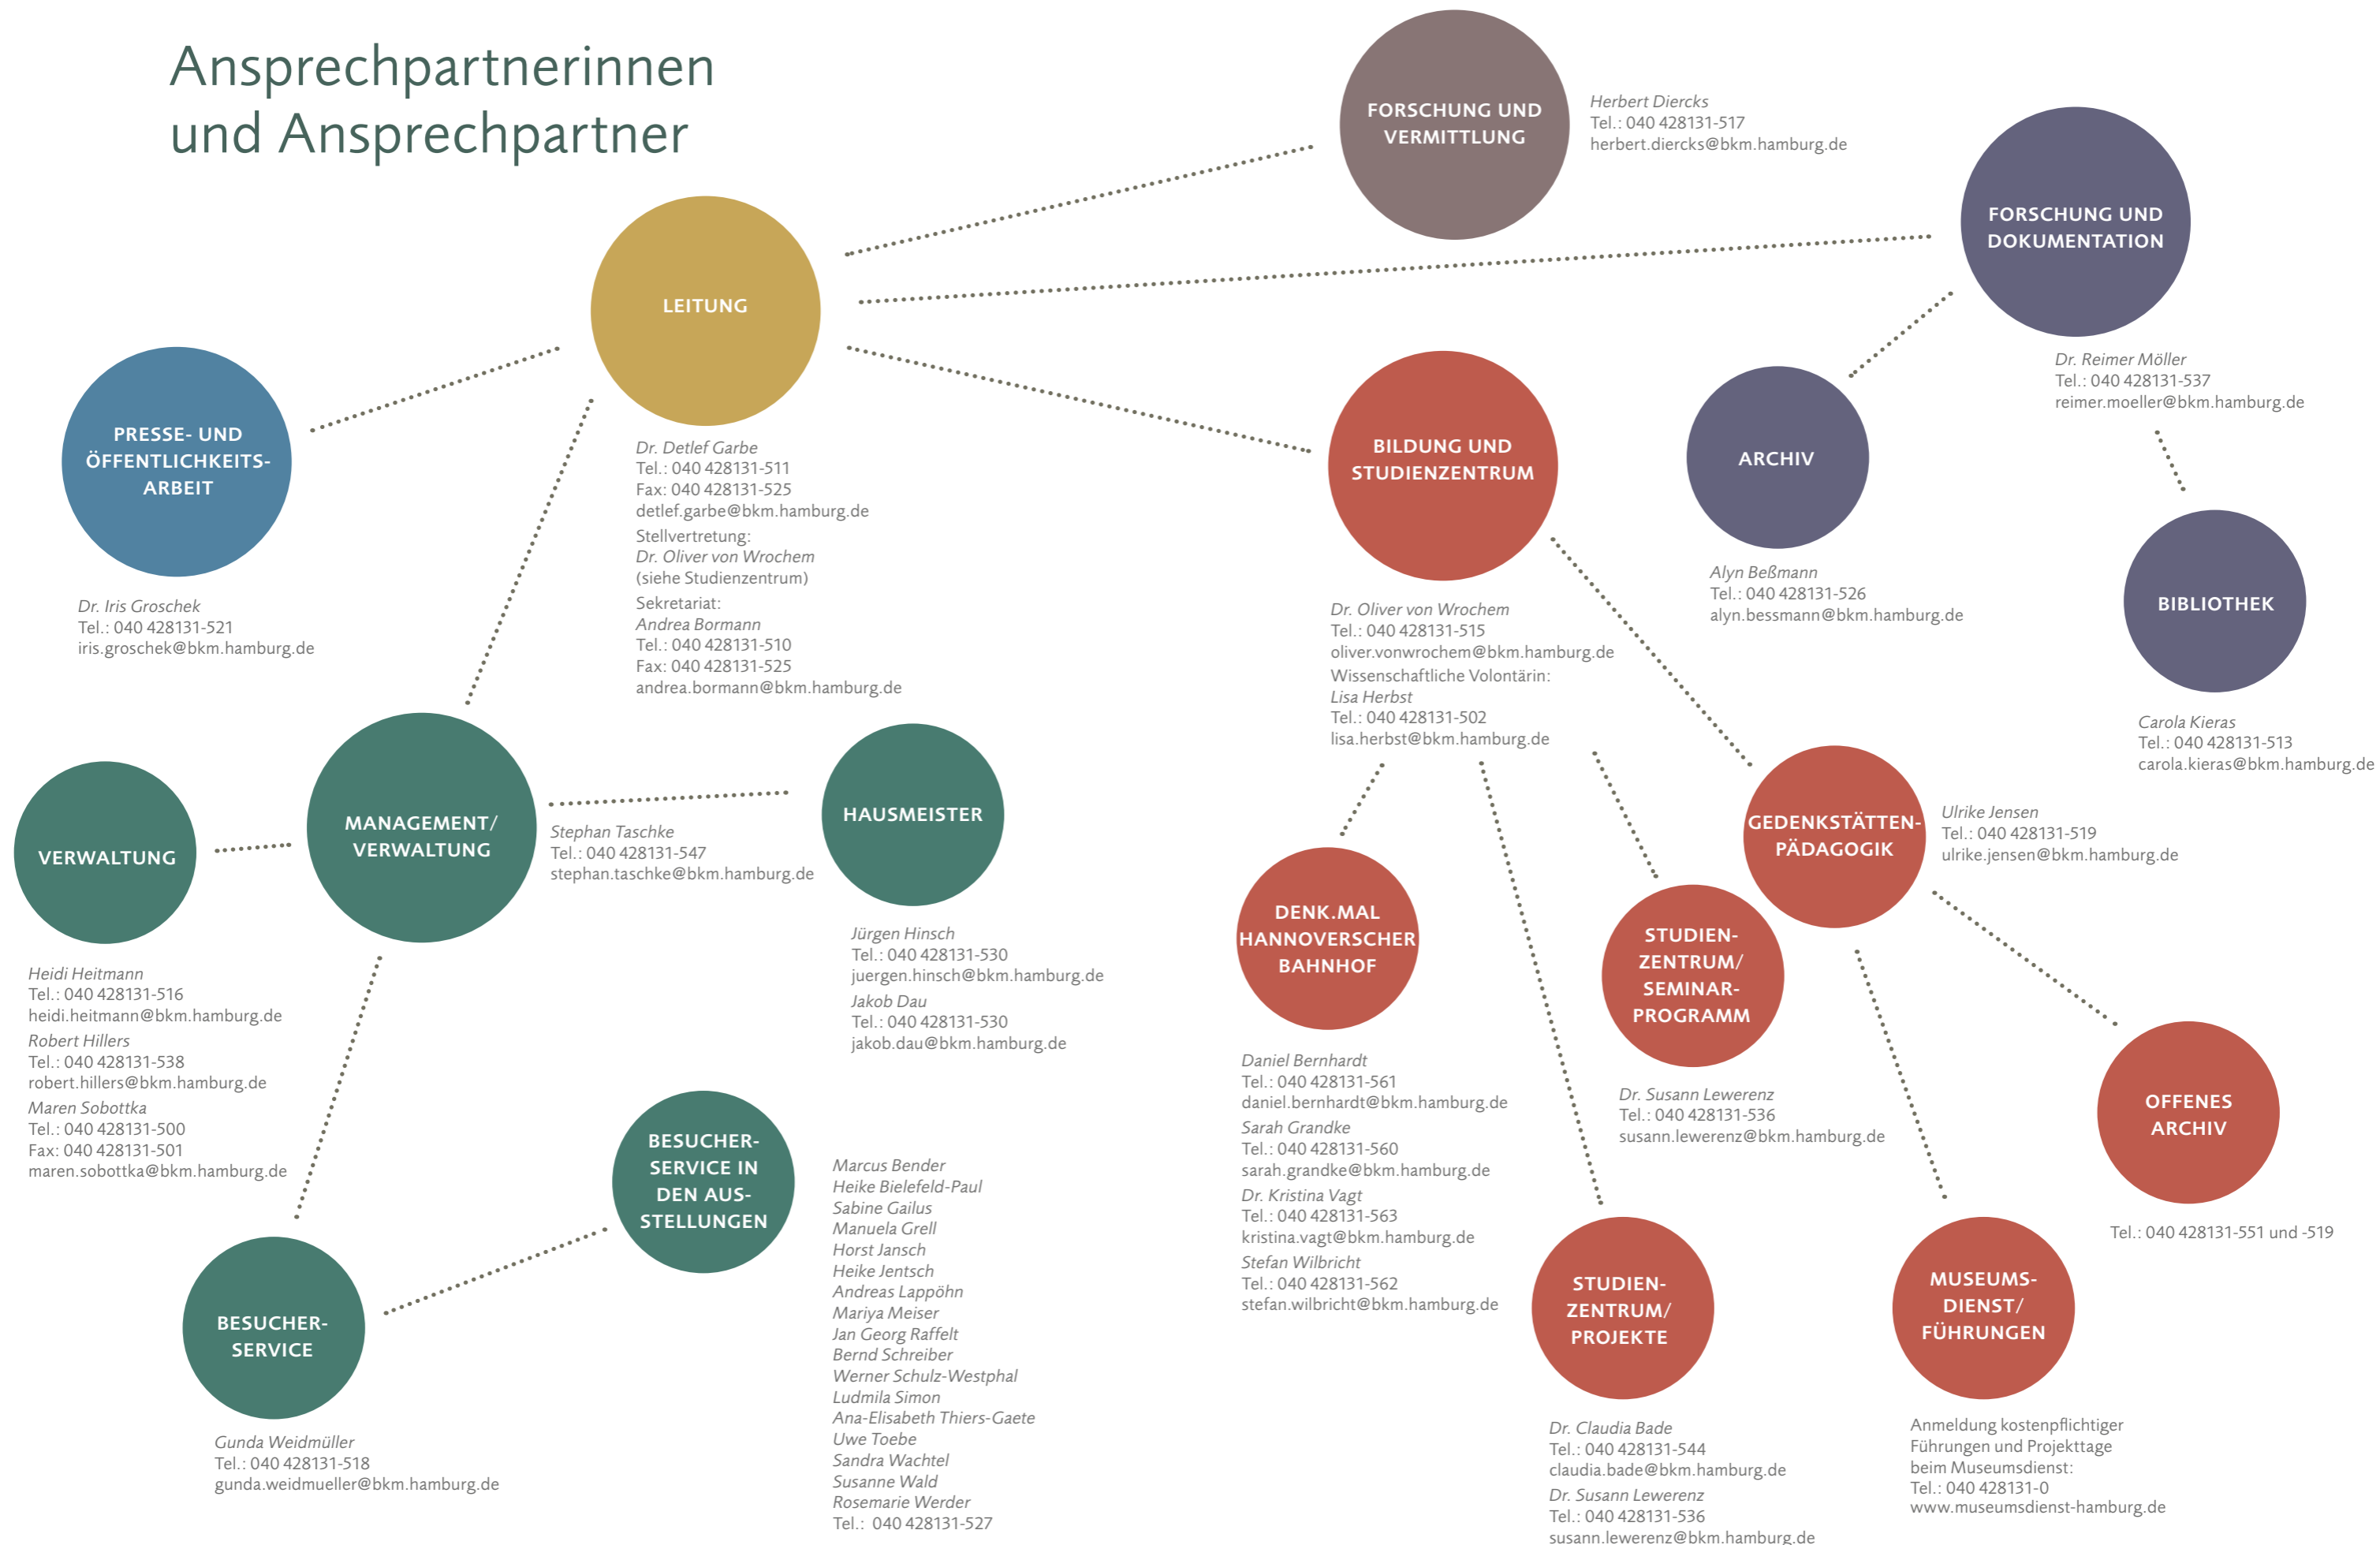 Ansprechpartnerinnen
und Ansprechpartner
FORSCHUNG UND
VERMITTLUNG
Herbert Diercks
Tel.: 040 428131-517
herbert.diercks@bkm.hamburg.de
FORSCHUNG UND
DOKUMENTATION
Dr. Reimer Möller
Tel.: 040 428131-537
reimer.moeller@bkm.hamburg.de
LEITUNG
Dr. Detlef Garbe
Tel.: 040 428131-511
Fax: 040 428131-525
detlef.garbe@bkm.hamburg.de
Stellvertretung:
Dr. Oliver von Wrochem
(siehe Studienzentrum)
Sekretariat:
Andrea Bormann
Tel.: 040 428131-510
Fax: 040 428131-525
andrea.bormann@bkm.hamburg.de
PRESSE- UND
ÖFFENTLICHKEITS-
ARBEIT
Dr. Iris Groschek
Tel.: 040 428131-521
iris.groschek@bkm.hamburg.de
BILDUNG UND
STUDIENZENTRUM
Dr. Oliver von Wrochem
Tel.: 040 428131-515
oliver.vonwrochem@bkm.hamburg.de
Wissenschaftliche Volontärin:
Lisa Herbst
Tel.: 040 428131-502
lisa.herbst@bkm.hamburg.de
ARCHIV
Alyn Beßmann
Tel.: 040 428131-526
alyn.bessmann@bkm.hamburg.de
BIBLIOTHEK
Carola Kieras
Tel.: 040 428131-513
carola.kieras@bkm.hamburg.de
VERWALTUNG
Heidi Heitmann
Tel.: 040 428131-516
heidi.heitmann@bkm.hamburg.de
Robert Hillers
Tel.: 040 428131-538
robert.hillers@bkm.hamburg.de
Maren Sobottka
Tel.: 040 428131-500
Fax: 040 428131-501
maren.sobottka@bkm.hamburg.de
MANAGEMENT/
VERWALTUNG
Stephan Taschke
Tel.: 040 428131-547
stephan.taschke@bkm.hamburg.de
HAUSMEISTER
Jürgen Hinsch
Tel.: 040 428131-530
juergen.hinsch@bkm.hamburg.de
Jakob Dau
Tel.: 040 428131-530
jakob.dau@bkm.hamburg.de
GEDENKSTÄTTEN-
PÄDAGOGIK
Ulrike Jensen
Tel.: 040 428131-519
ulrike.jensen@bkm.hamburg.de
DENK.MAL
HANNOVERSCHER
BAHNHOF
Daniel Bernhardt
Tel.: 040 428131-561
daniel.bernhardt@bkm.hamburg.de
Sarah Grandke
Tel.: 040 428131-560
sarah.grandke@bkm.hamburg.de
Dr. Kristina Vagt
Tel.: 040 428131-563
kristina.vagt@bkm.hamburg.de
Stefan Wilbricht
Tel.: 040 428131-562
stefan.wilbricht@bkm.hamburg.de
STUDIEN-
ZENTRUM/
SEMINAR-
PROGRAMM
Dr. Susann Lewerenz
Tel.: 040 428131-536
susann.lewerenz@bkm.hamburg.de
OFFENES
ARCHIV
Tel.: 040 428131-551 und -519
BESUCHER-
SERVICE IN
DEN AUS-
STELLUNGEN
Marcus Bender
Heike Bielefeld-Paul
Sabine Gailus
Manuela Grell
Horst Jansch
Heike Jentsch
Andreas Lappöhn
Mariya Meiser
Jan Georg Raffelt
Bernd Schreiber
Werner Schulz-Westphal
Ludmila Simon
Ana-Elisabeth Thiers-Gaete
Uwe Toebe
Sandra Wachtel
Susanne Wald
Rosemarie Werder
Tel.: 040 428131-527
BESUCHER-
SERVICE
Gunda Weidmüller
Tel.: 040 428131-518
gunda.weidmueller@bkm.hamburg.de
STUDIEN-
ZENTRUM/
PROJEKTE
Dr. Claudia Bade
Tel.: 040 428131-544
claudia.bade@bkm.hamburg.de
Dr. Susann Lewerenz
Tel.: 040 428131-536
susann.lewerenz@bkm.hamburg.de
MUSEUMS-
DIENST/
FÜHRUNGEN
Anmeldung kostenpflichtiger
Führungen und Projekttage
beim Museumsdienst:
Tel.: 040 428131-0
www.museumsdienst-hamburg.de